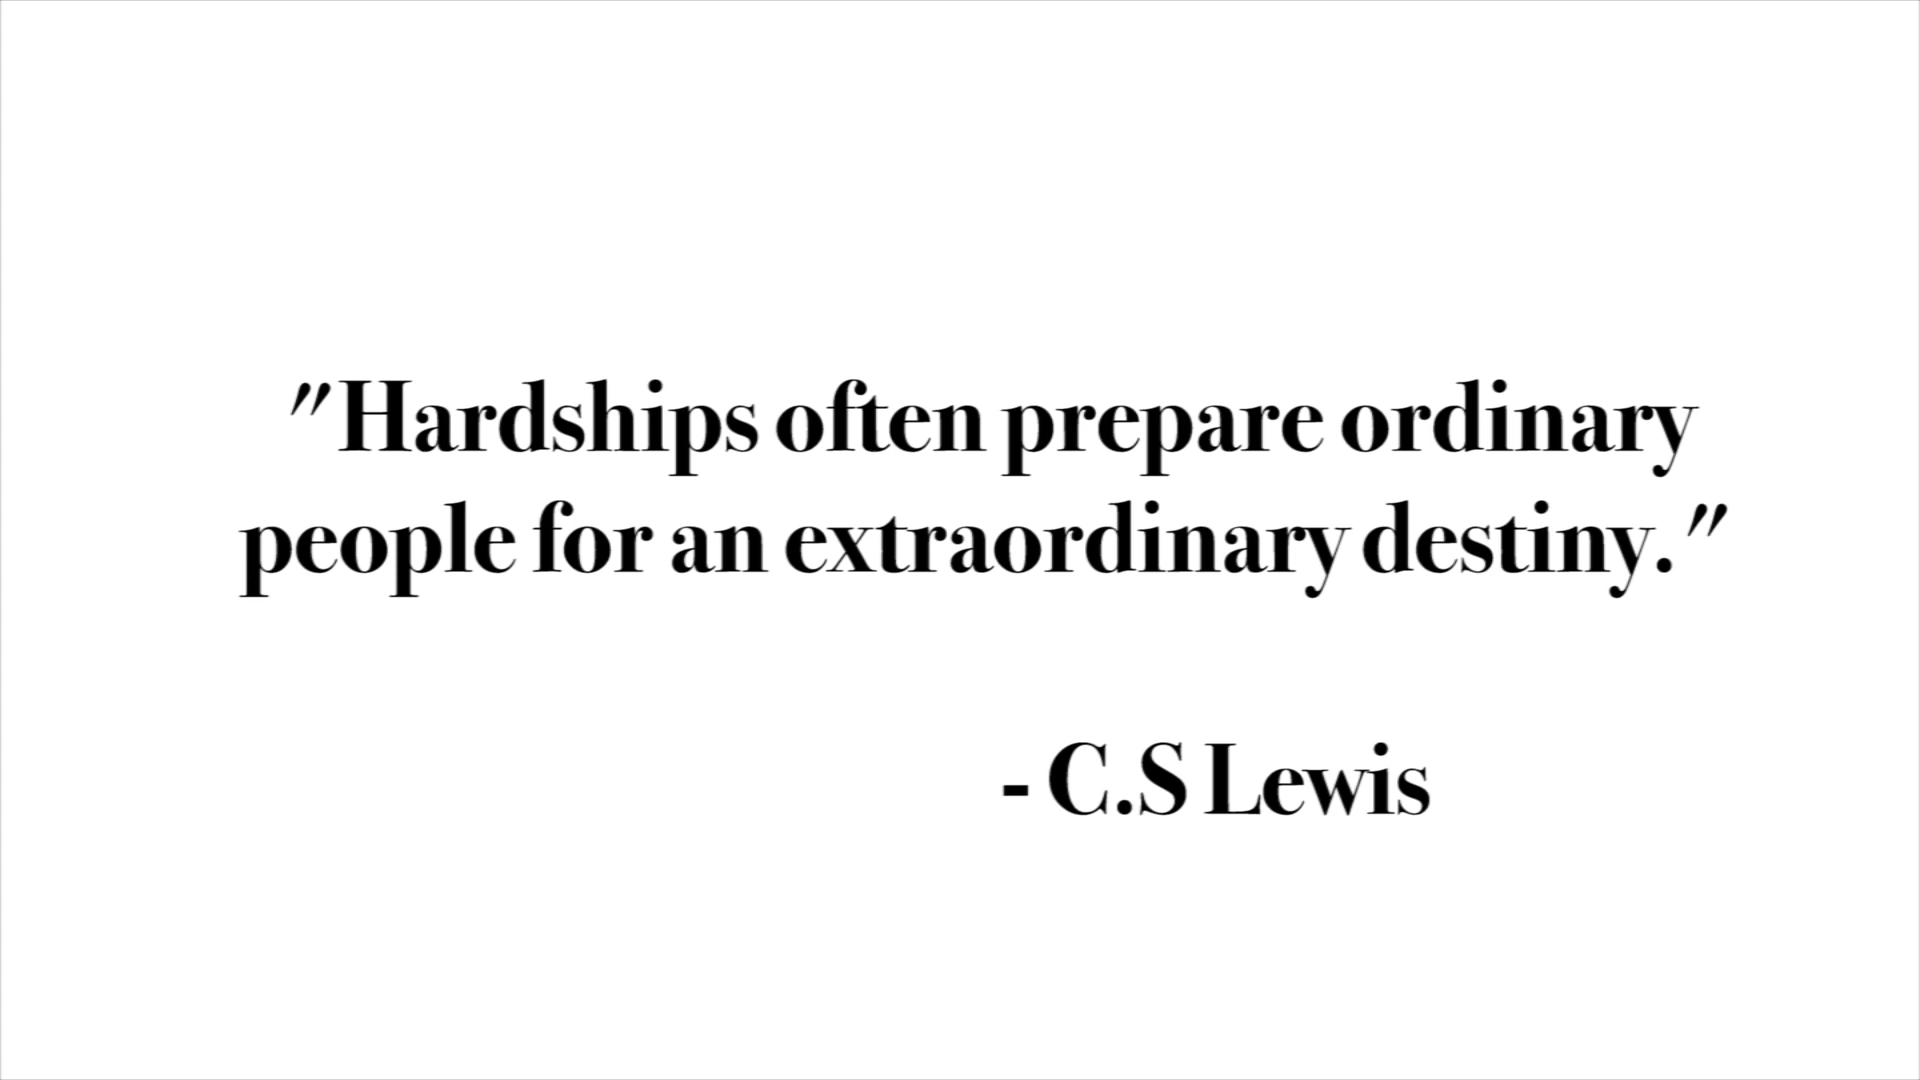 "Hardships often prepare ordinary
people for an extraordinary destiny."
- C.S Lewis